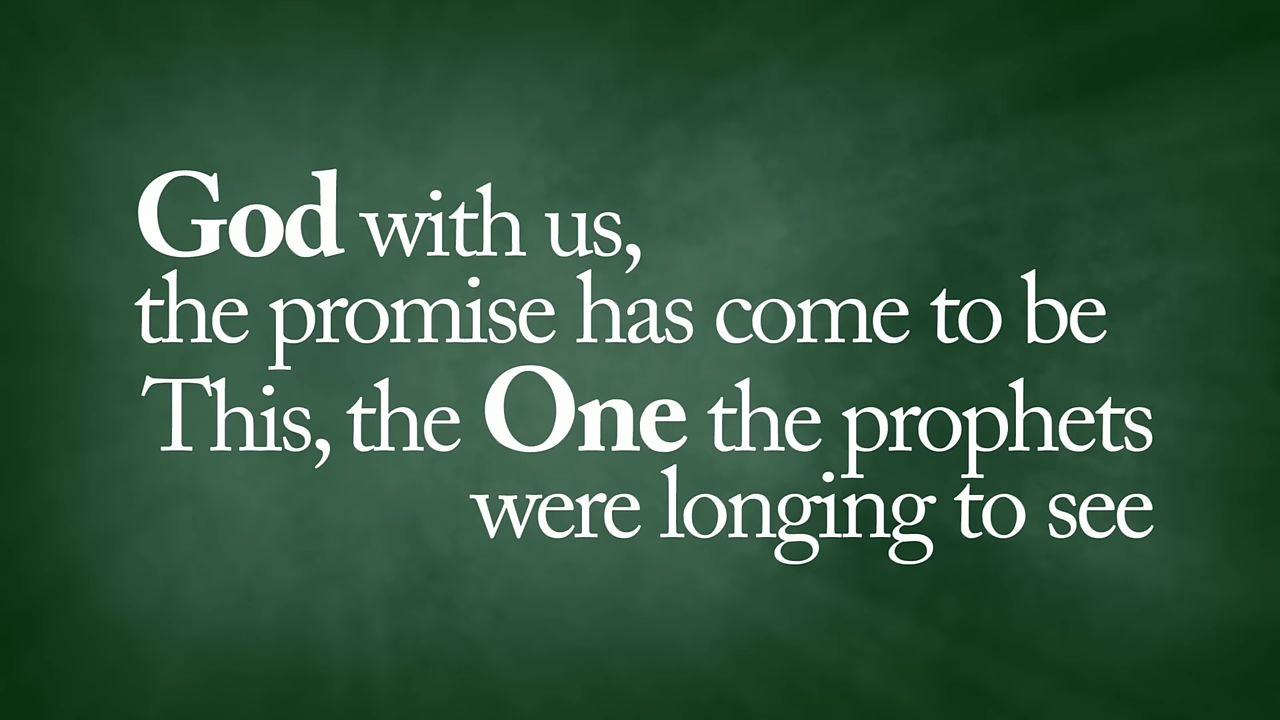 God with us,
the promise has come to be
This, the One the prophets
were longing to see